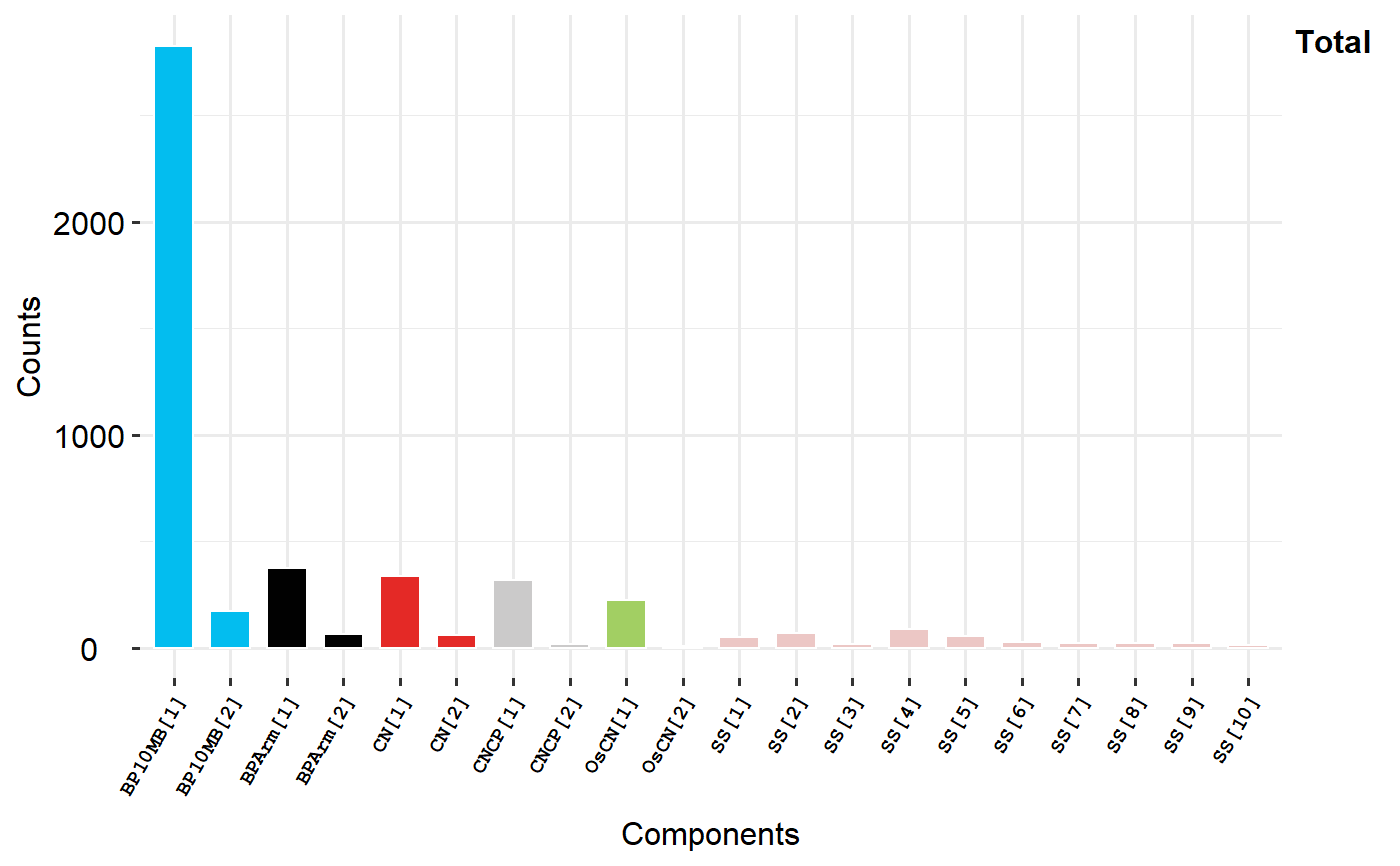 Total
Counts
2000
1000
0
BP10MB[1]
BP10MB[2]
BPArm[1]
BPArm[2]
CN[1]
CN[2]
CNCP[1]
CNCP[2]
OsCN[1]
OsCN[2]
SS[1]
SS[2]
SS[3]
SS[4]
SS[5]
SS[6]
SS[7]
SS[8]
SS[9]
SS[10]
Components